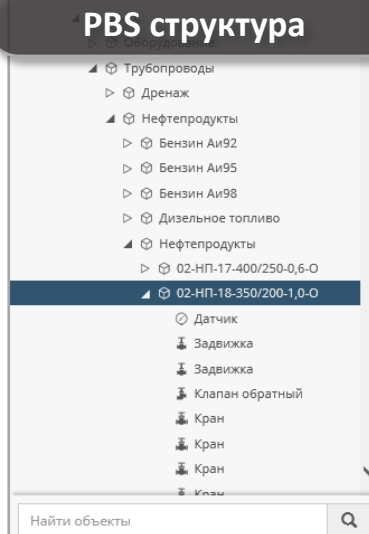 PBS структура
Оборудование
Трубопроводы
Дренаж
Нефтепродукты
Бензин Аи92
Бензин Аи95
Бензин Аи98
Дизельное топливо
Нефтепродукты
02-НП-17-400/250-0,6-О
02-НП-18-350/200-1,0-О
Датчик
Задвижка
Задвижка
Клапан обратный
Кран
Кран
Кран
Кран
Найти объекты